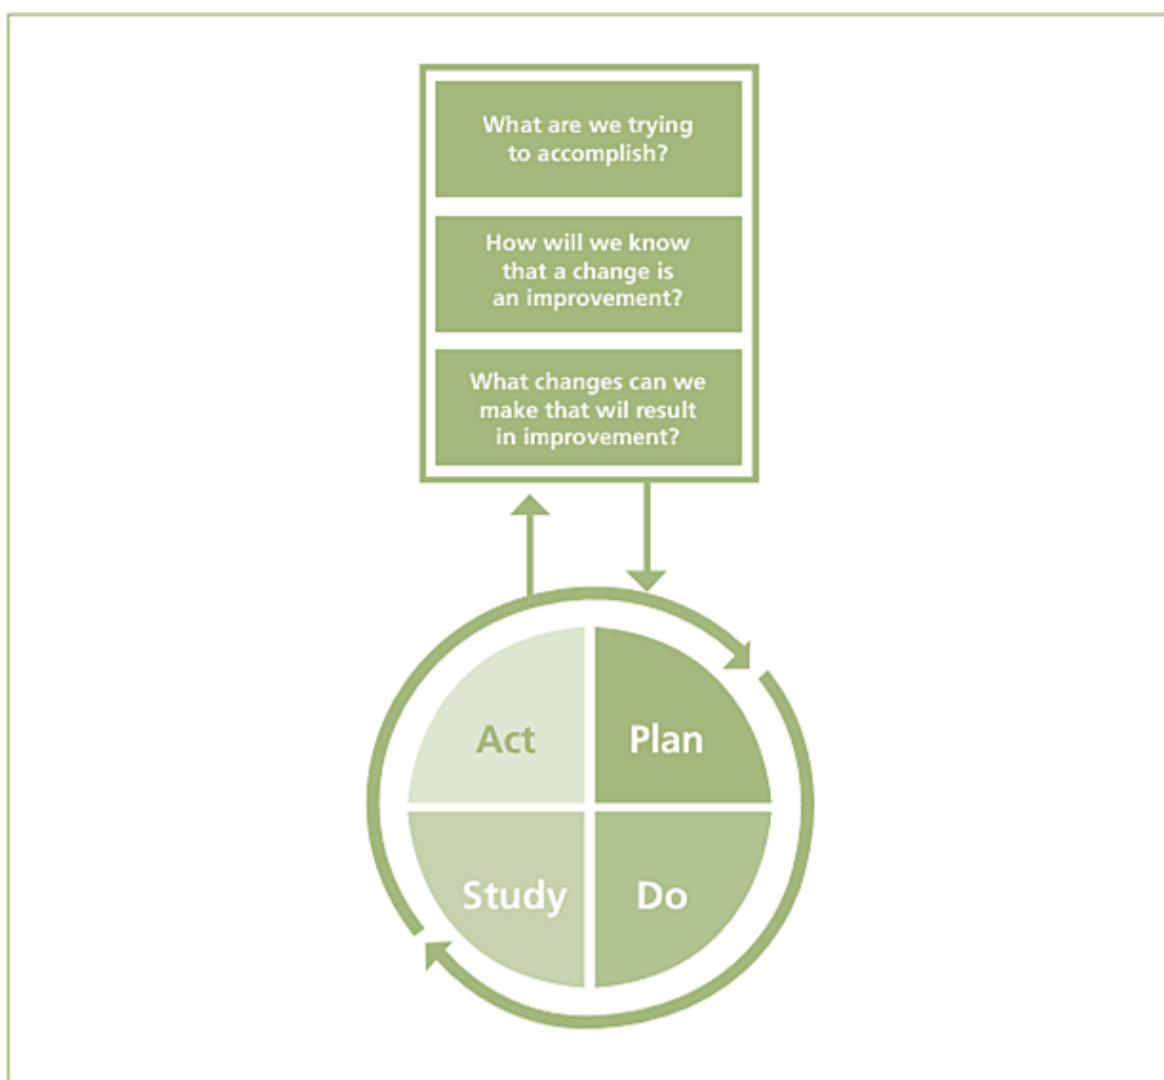 What are we trying
to accomplish?
How will we know
that a change is
an improvement?
What changes can we
make that wil result
in improvement?
Act
Plan
Study
Do